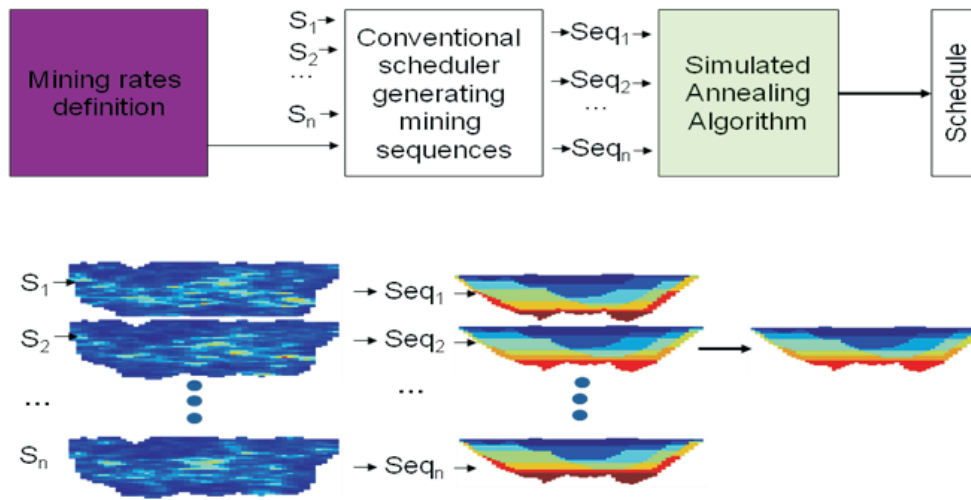 Mining rates
definition
S1
S2
...
Sn
Conventional
scheduler
generating
mining
sequences
Seq1
Seq2
...
Seqn
Simulated
Annealing
Algorithm
Schedule
S1
Seq1
S2
Seq2
...
...
Sn
Seqn